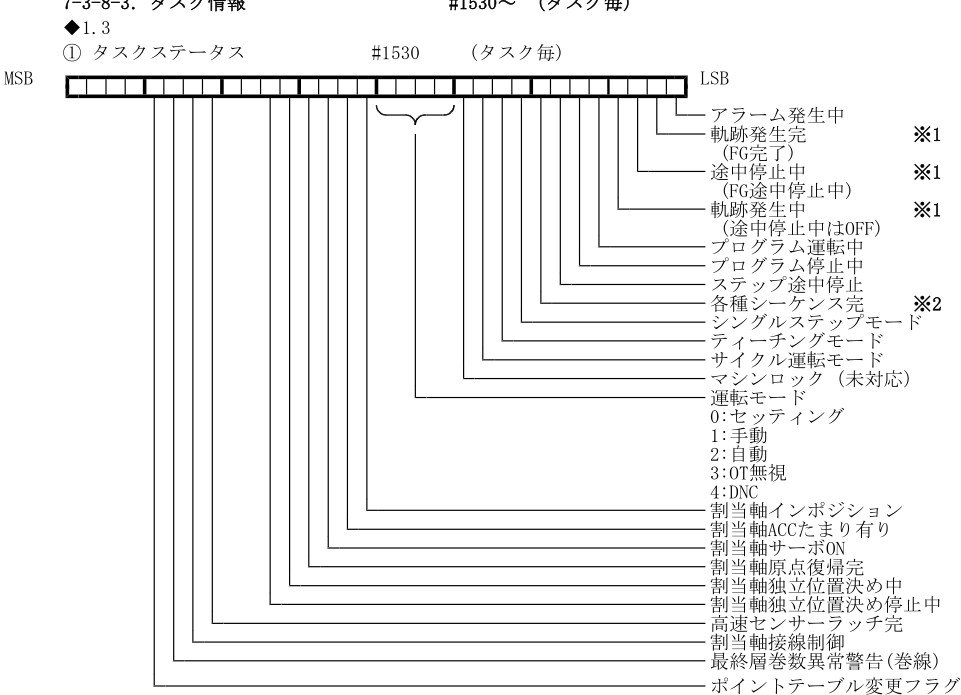 7-3-8-3. タスク情報 #1530～ (タスク毎)
◆1.3
① タスクステータス #1530 (タスク毎)
MSB LSB
アラーム発生中
軌跡発生完 ※1
(FG完了)
途中停止中 ※1
(FG途中停止中)
軌跡発生中 ※1
(途中停止中はOFF)
プログラム運転中
プログラム停止中
ステップ途中停止
各種シーケンス完 ※2
シングルステップモード
ティーチングモード
サイクル運転モード
マシンロック (未対応)
運転モード
0:セッティング
1:手動
2:自動
3:OT無視
4:DNC
割当軸インポジション
割当軸ACCたまり有り
割当軸サーボON
割当軸原点復帰完
割当軸独立位置決め中
割当軸独立位置決め停止中
高速センサーラッチ完
割当軸接線制御
最終層巻数異常警告(巻線)
ポイントテーブル変更フラグ